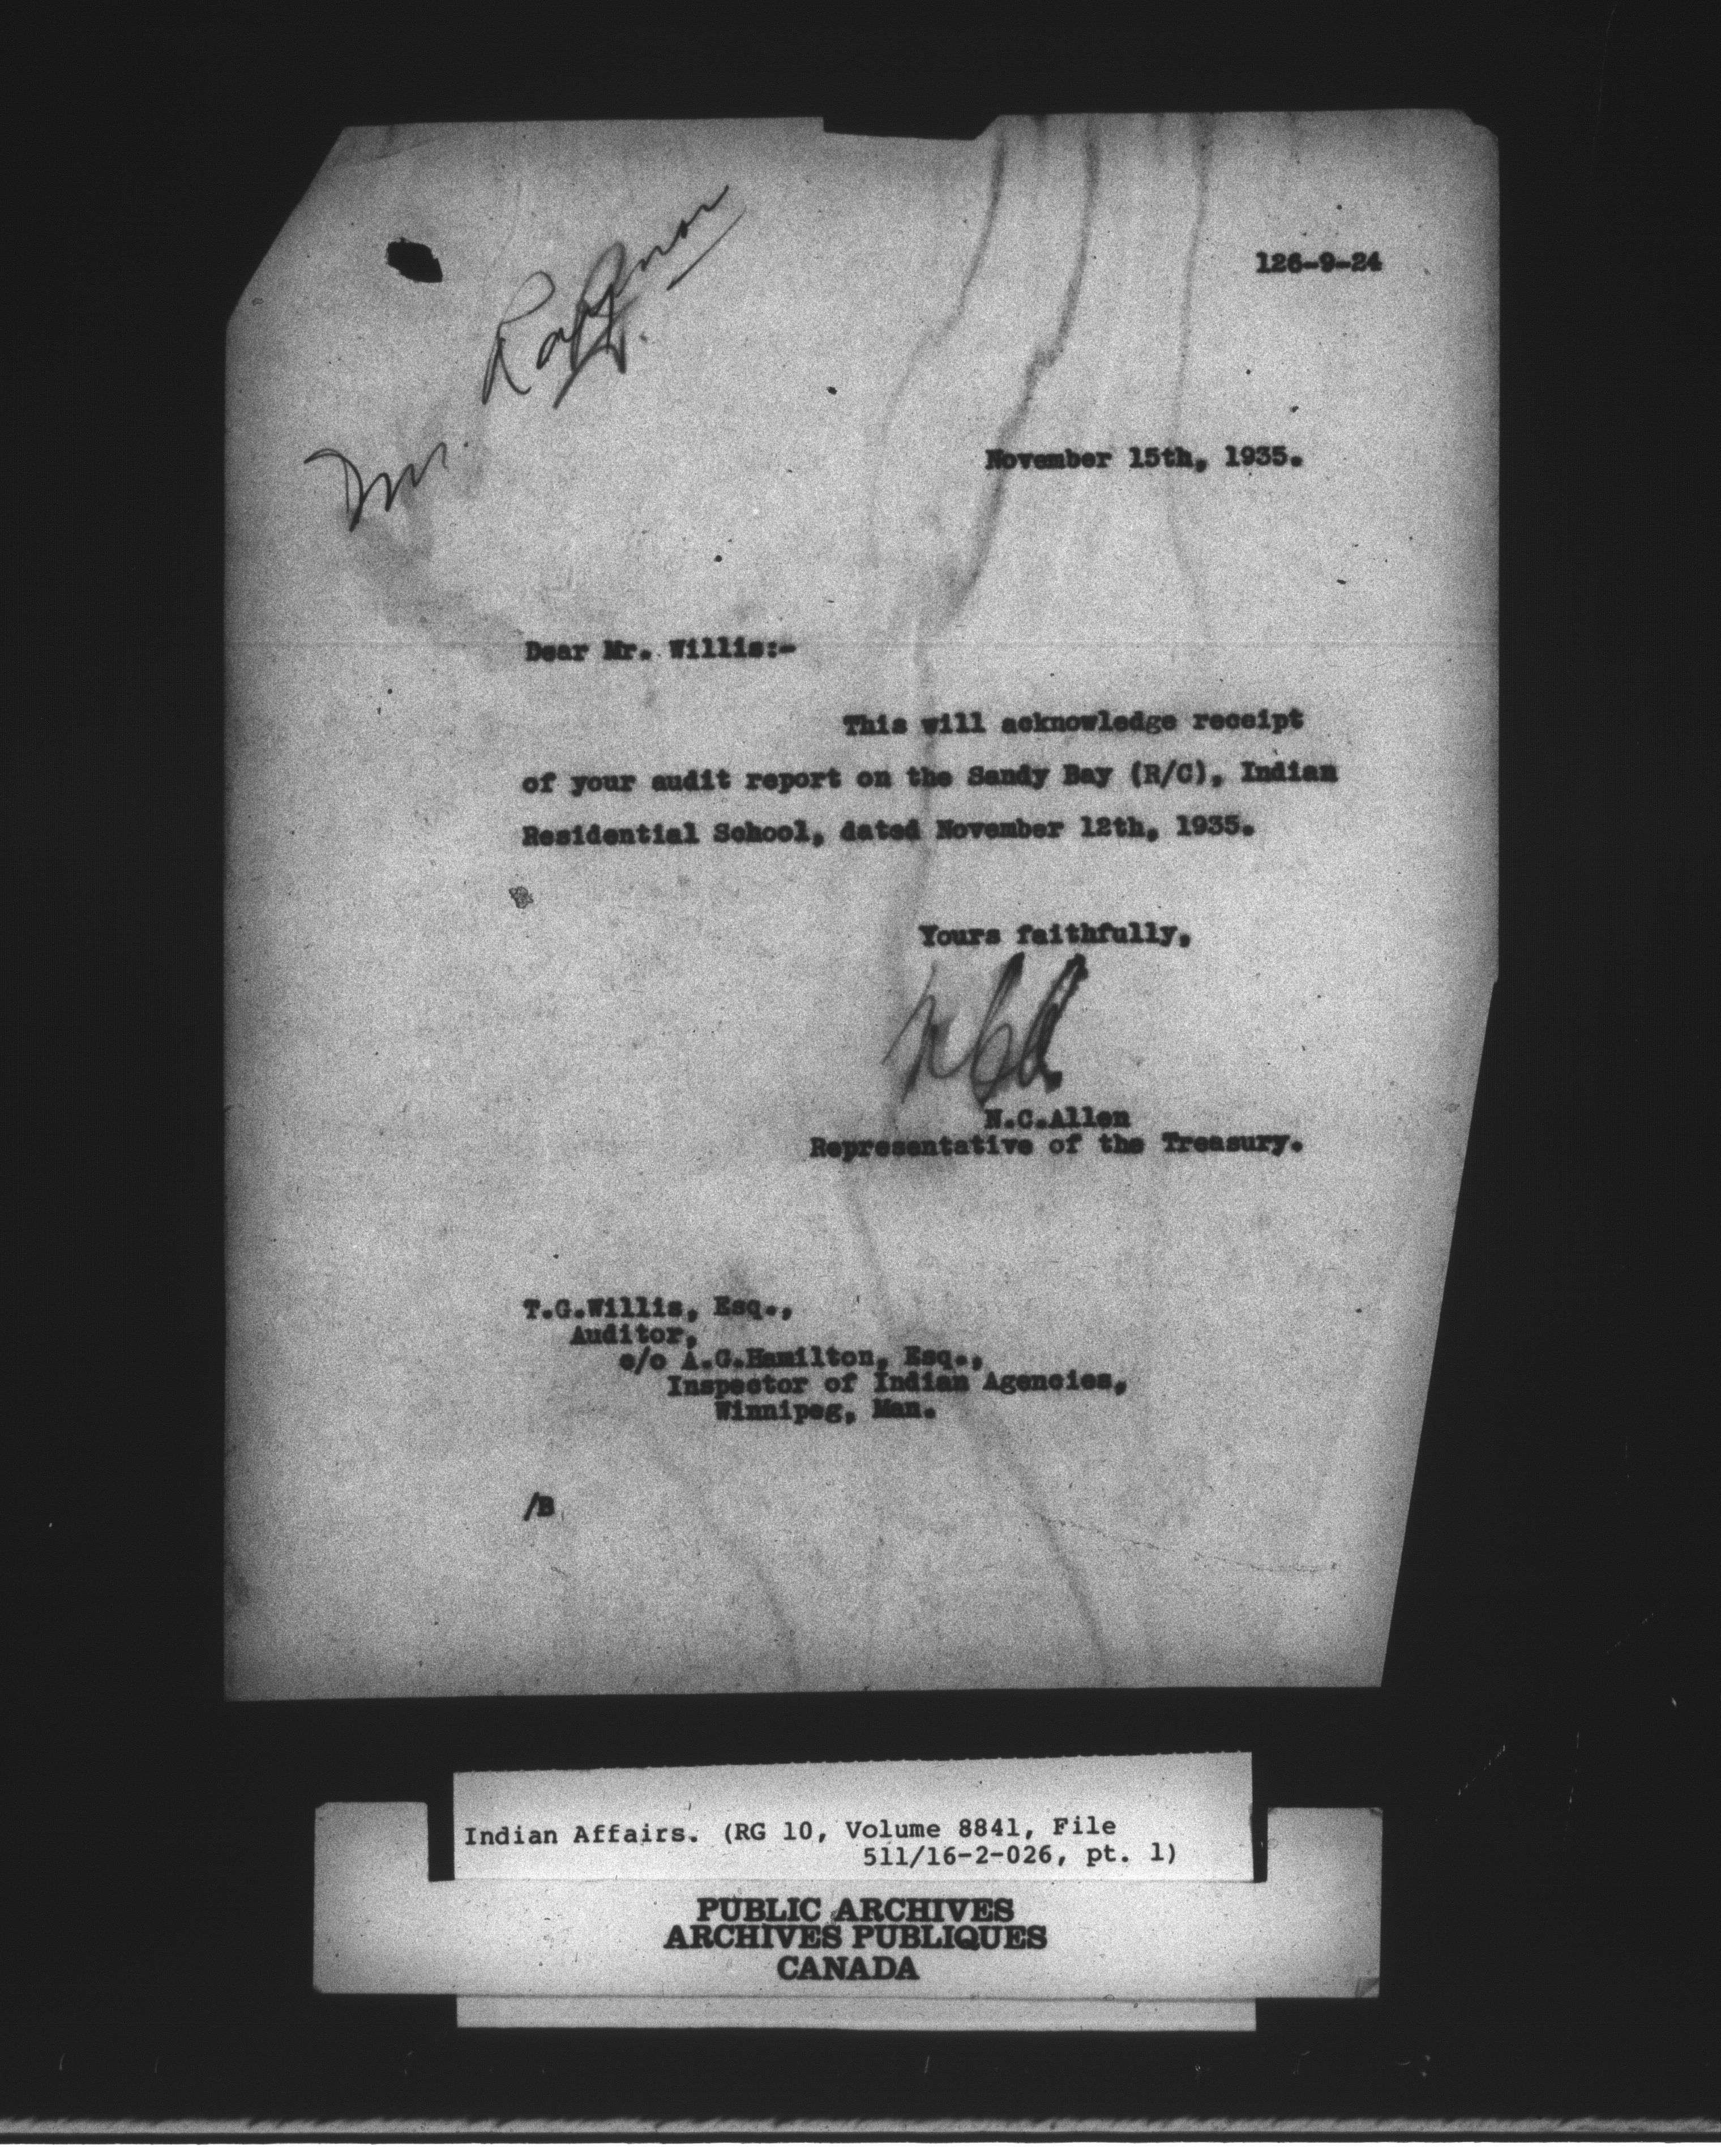 126-9-24
Mr.
November 15th, 1935.
Dear Mr. Willis:-
This will acknowledge receipt
of your audit report on the Sandy Bay (R/C), Indian
Residential School, dated November 12th, 1935.
Yours faithfully,
N.C.Allen
Representative of the Treasury.
T.G.Willis, Esq.,
Auditor,
c/o A.G.Hamilton, Esq.,
Inspector of Indian Agencies,
Winnipeg, Man.
/B
Indian Affairs. (RG 10, Volume 8841, File
511/16-2-026, pt. 1)
PUBLIC ARCHIVES
ARCHIVES PUBLIQUES
CANADA